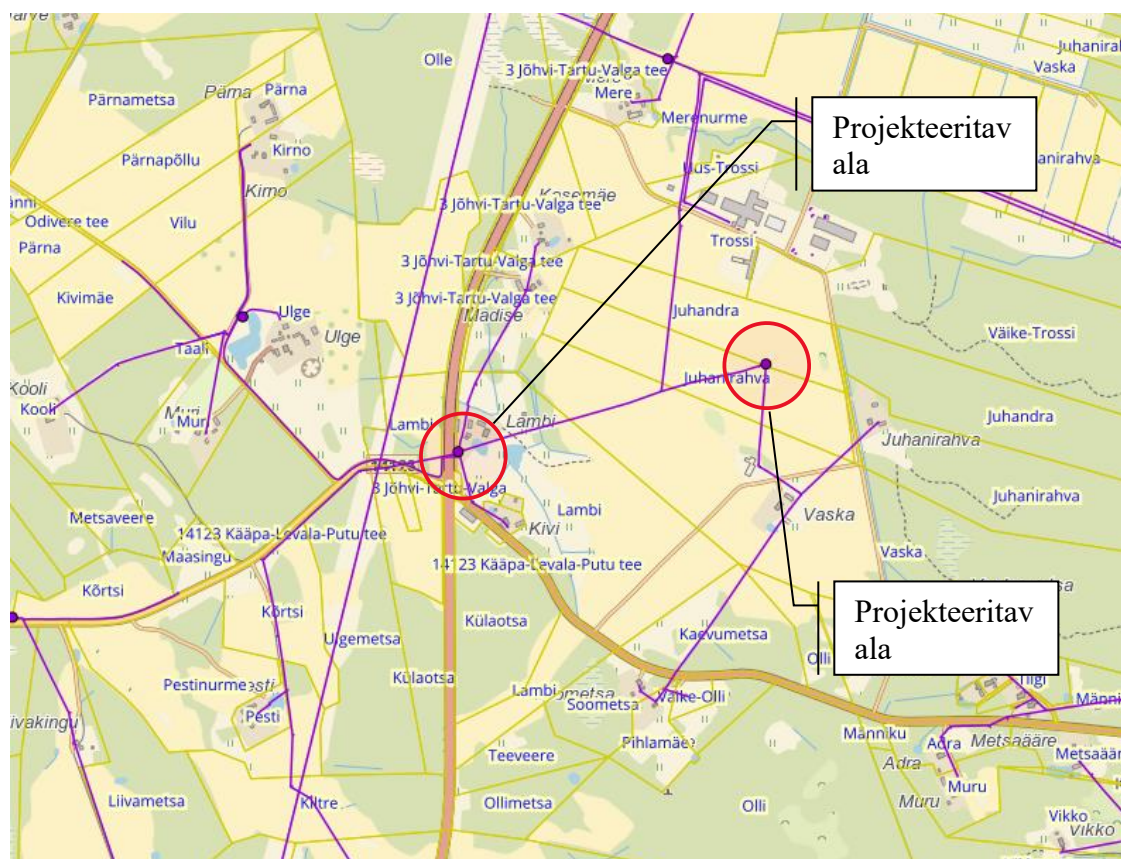 Olle
Juhanirahva
Vaska
3 Jõhvi-Tartu-Valga tee
Mere
Mere
Pärna
Pärna
Pärnametsa
Merenurme
Projekteeritav
ala
Kirno
Pärnapõllu
Kirno
Uus-Trossi
Kasemäe
3 Jõhvi-Tartu-Valga tee
Odivere tee
Vilu
Pärna
Trossi
3 Jõhvi-Tartu-Valga tee
Kivimäe
3 Jõhvi-Tartu-Valga tee
Ulge
Madise
Juhandra
Väike-Trossi
Ulge
Taali
Kooli
Juhanirahva
Kooli
Muri
Muri
Lambi
Lambi
Juhandra
Juhanirahva
3 Jõhvi-Tartu-Valga
Juhanirahva
Metsaveere
Lambi
Kivi
Vaska
14123 Kääpa-Levala-Putu tee
Maasingu
14123 Kääpa-Levala-Putu tee
Vaska
Kõrtsi
Kõrtsi
Projekteeritav
ala
Külaotsa
Ulgemetsa
Kaevumetsa
Olli
Külaotsa
Pestinurme
Pesti
Lambi
Soometsa
Väike-Olli
Tilgi
Pihlamäe
Männiku
Adra
Metsaääre
Teeveere
Adra
Muru
Muru
Liivametsa
Kiltre
Ollimetsa
Olli
Vikko
Vikko